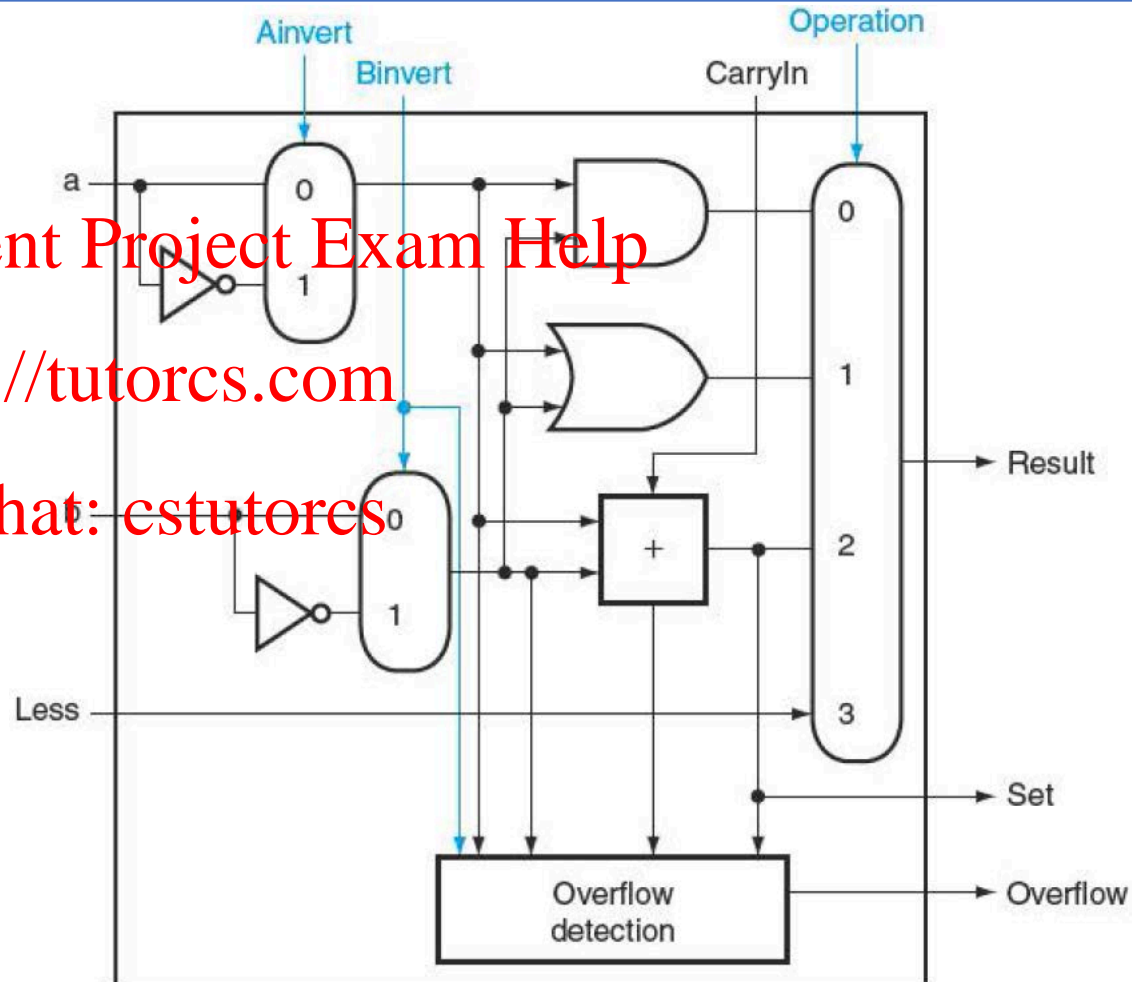 Ainvert
Operation
Binvert
CarryIn
a
0
0
ent Project Exam Help
1
//tutorcs.com
1
Result
hat: cstutorcs
0
+
2
1
Less
3
Set
Overflow
detection
Overflow